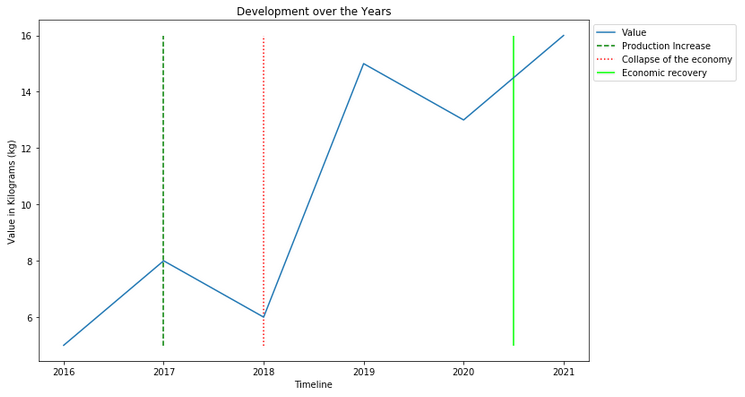 Development over the Years
Value
Production Increase
Collapse of the economy
Economic recovery
Value in Kilograms (kg)
16
14
12
10
8
6
2016 2017 2018 2019 2020 2021
Timeline